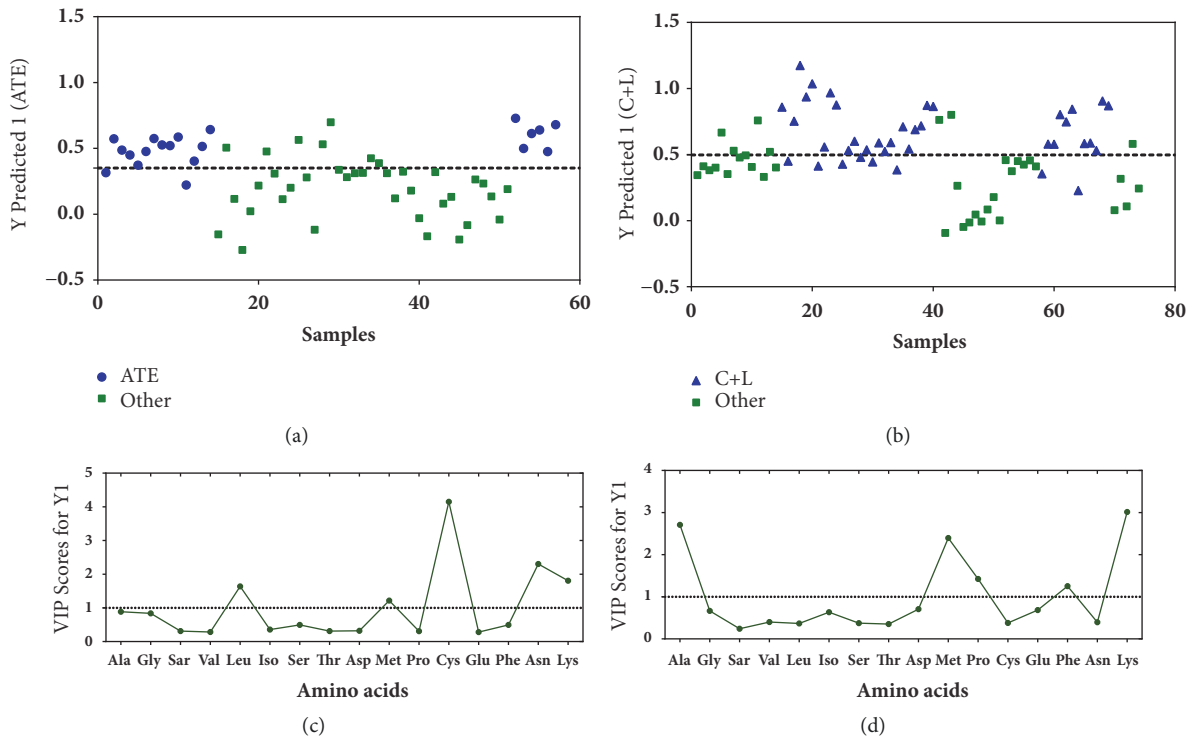 1.5
1.0
0.5
0.0
−0.5
Y Predicted 1 (ATE)
0 20 40 60
Samples
ATE
Other
(a)
1.5
1.0
0.5
0.0
−0.5
Y Predicted 1 (C+L)
0 20 40 60 80
Samples
C+L
Other
(b)
5
4
3
2
1
0
VIP Scores for Y1
Ala Gly Sar Val Leu Iso Ser Thr Asp Met Pro Cys Glu Phe Asn Lys
Amino acids
(c)
4
3
2
1
0
VIP Scores for Y1
Ala Gly Sar Val Leu Iso Ser Thr Asp Met Pro Cys Glu Phe Asn Lys
Amino acids
(d)